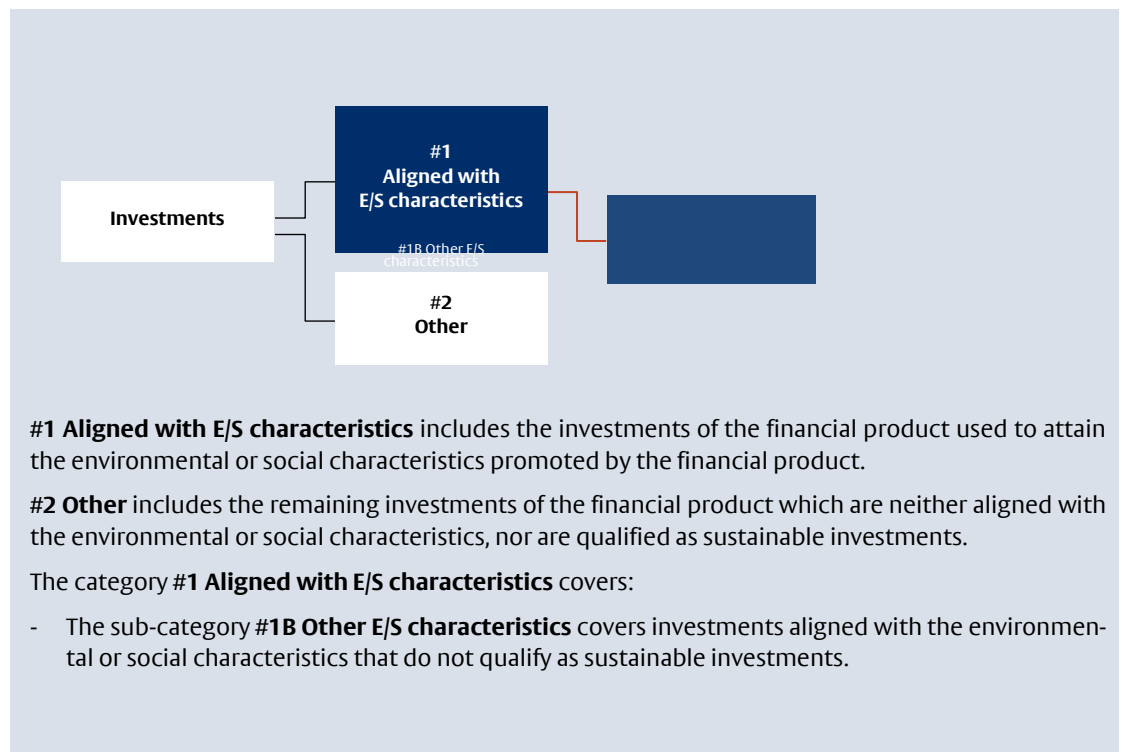 #1
Aligned with
E/S characteristics
Investments
#1B Other E/S
characteristics
#2
Other
#1 Aligned with E/S characteristics includes the investments of the financial product used to attain
the environmental or social characteristics promoted by the financial product.
#2 Other includes the remaining investments of the financial product which are neither aligned with
the environmental or social characteristics, nor are qualified as sustainable investments.
The category #1 Aligned with E/S characteristics covers:
- The sub-category #1B Other E/S characteristics covers investments aligned with the environmen-
tal or social characteristics that do not qualify as sustainable investments.